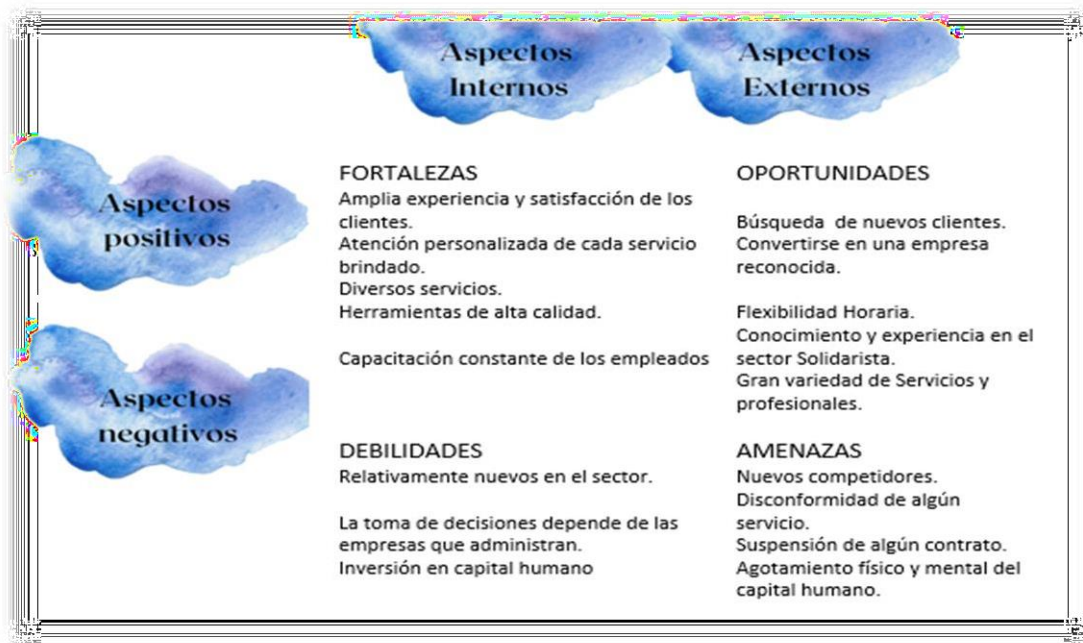 Aspectos
Internos
Aspectos
Externos
Aspectos
positivos
FORTALEZAS
Amplia experiencia y satisfacción de los
clientes.
Atención personalizada de cada servicio
brindado.
Diversos servicios.
Herramientas de alta calidad.
Capacitación constante de los empleados
OPORTUNIDADES
Búsqueda  de nuevos clientes.
Convertirse en una empresa
reconocida.
Flexibilidad Horaria.
Conocimiento y experiencia en el
sector Solidarista.
Gran variedad de Servicios y
profesionales.
Aspectos
negativos
DEBILIDADES
Relativamente nuevos en el sector.
La toma de decisiones depende de las
empresas que administran.
Inversión en capital humano
AMENAZAS
Nuevos competidores.
Disconformidad de algún
servicio.
Suspensión de algún contrato.
Agotamiento físico y mental del
capital humano.